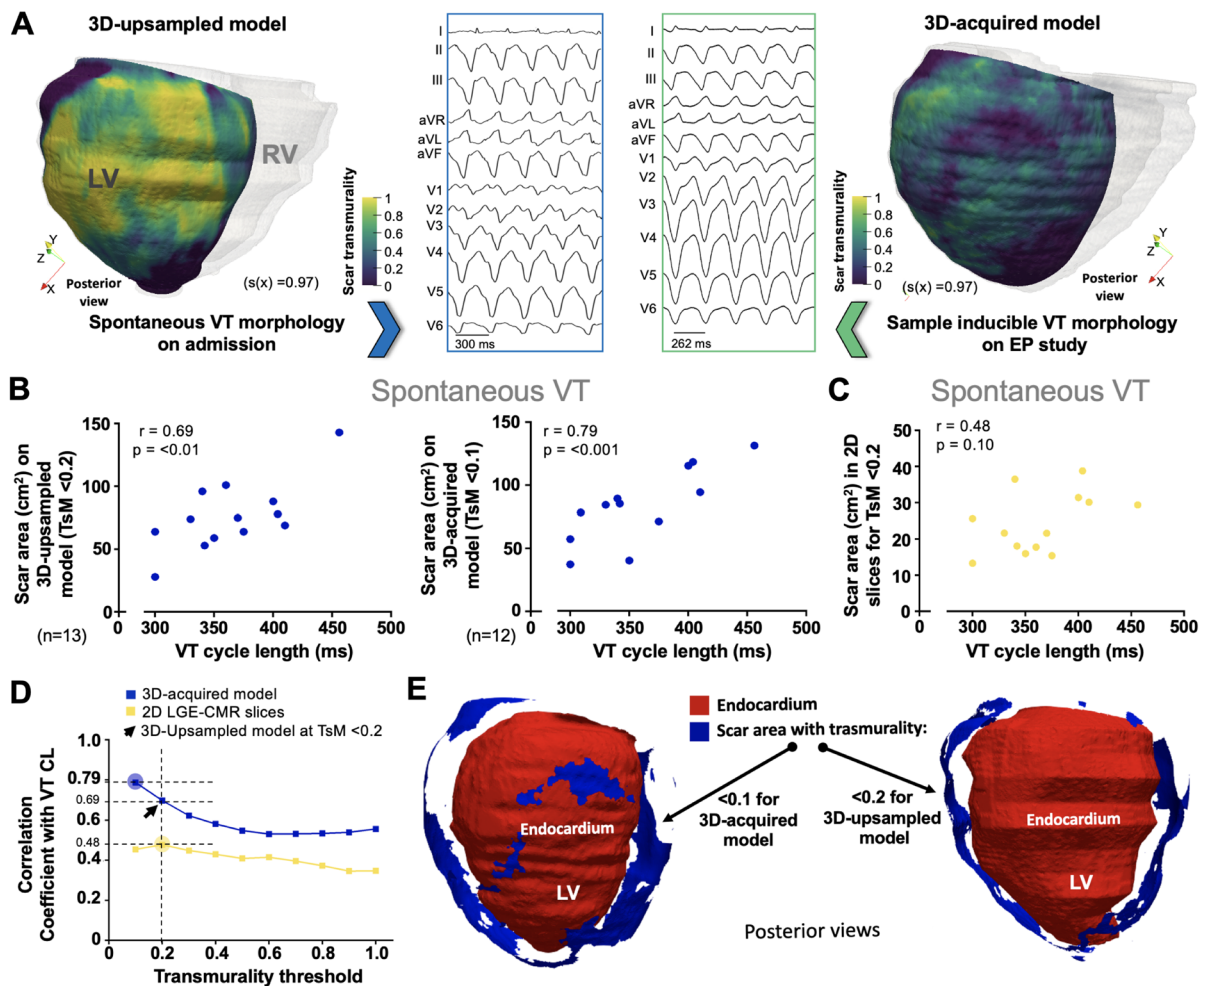 A
3D-upsampled model
3D-acquired model
LV
RV
Scar transmurality
1
0.8
0.6
0.4
0.2
0
Y
Z
X
Posterior
view
(s(x) =0.97)
Spontaneous VT morphology
on admission
I
II
III
aVR
aVL
aVF
V1
V2
V3
V4
V5
V6
300 ms
I
II
III
aVR
aVL
aVF
V1
V2
V3
V4
V5
V6
262 ms
Scar transmurality
1
0.8
0.6
0.4
0.2
0
(s(x) =0.97)
Posterior
view
Y
Z
X
Sample inducible VT morphology
on EP study
B
Spontaneous VT
Scar area (cm²) on
3D-upsampled
model (TsM <0.2)
r = 0.69
p = <0.01
150
100
50
0
0
300
350
400
450
500
(n=13)
VT cycle length (ms)
Scar area (cm²) on
3D-acquired
model (TsM <0.1)
r = 0.79
p = <0.001
150
100
50
0
0
300
350
400
450
500
(n=12)
VT cycle length (ms)
C
Spontaneous VT
Scar area (cm²) in 2D
slices for TsM <0.2
r = 0.48
p = 0.10
50
40
30
20
10
0
0
300
350
400
450
500
VT cycle length (ms)
D
3D-acquired model
2D LGE-CMR slices
3D-Upsampled model at TsM <0.2
Correlation
Coefficient with VT CL
1.0
0.79
0.69
0.6
0.48
0.4
0.2
0
0
0.2
0.4
0.6
0.8
1.0
Transmurality threshold
E
Endocardium
Scar area with trasmurality:
<0.1 for
3D-acquired
model
<0.2 for
3D-upsampled
model
Endocardium
LV
Endocardium
LV
Posterior views